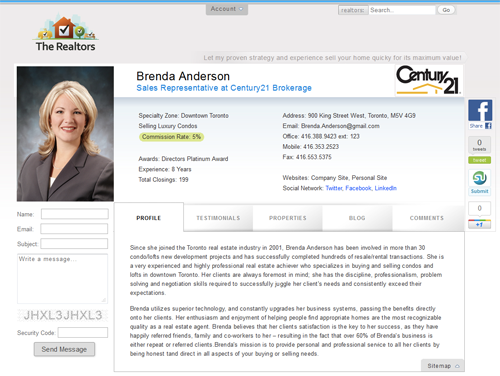 Account
realtors: Search... Go
The Realtors
Let my proven strategy and experience sell your home quicky for its maximum value!
Brenda Anderson
Sales Representative at Century21 Brokerage
Century 21
Specialty Zone: Downtown Toronto
Selling Luxury Condos
Commission Rate: 5%
Awards: Directors Platinum Award
Experience: 8 Years
Total Closings: 199
Address: 900 King Street West, Toronto, M5V 4G9
Email: Brenda.Anderson@gmail.com
Office: 416.388.9423 ext: 123
Mobile: 416.353.2523
Fax: 416.553.5375
Websites: Company Site, Personal Site
Social Network: Twitter, Facebook, LinkedIn
Share
0
tweets
tweet
Submit
0
+1
Name:
Email:
Subject:
Write a message...
JHXL3JHXL3
Security Code:
Send Message
PROFILE TESTIMONIALS PROPERTIES BLOG COMMENTS
Since she joined the Toronto real estate industry in 2001, Brenda Anderson has been involved in more than 30
condo/lofts new development projects and has successfully completed hundreds of resale/rental transactions. She is
a very experienced and highly professional real estate achiever who specializes in buying and selling condos and
lofts in downtown Toronto. Her clients are always foremost in mind; she has the discipline, professionalism, problem
solving and negotiation skills required to successfully juggle her client's needs and consistently exceed their
expectations.
Brenda utilizes superior technology, and constantly upgrades her business systems, passing the benefits directly
onto her clients. Her enthusiasm and enjoyment of helping people find appropriate homes are the most recognizable
quality as a real estate agent. Brenda believes that her clients satisfaction is the key to her success, as they have
happily referred friends, family and co-workers to her – resulting in the fact that over 60% of Brenda's business is
either repeat or referred clients.Brenda's mission is to provide personal and professional service to all her clients by
being honest tand direct in all aspects of your buying or selling needs.
Sitemap